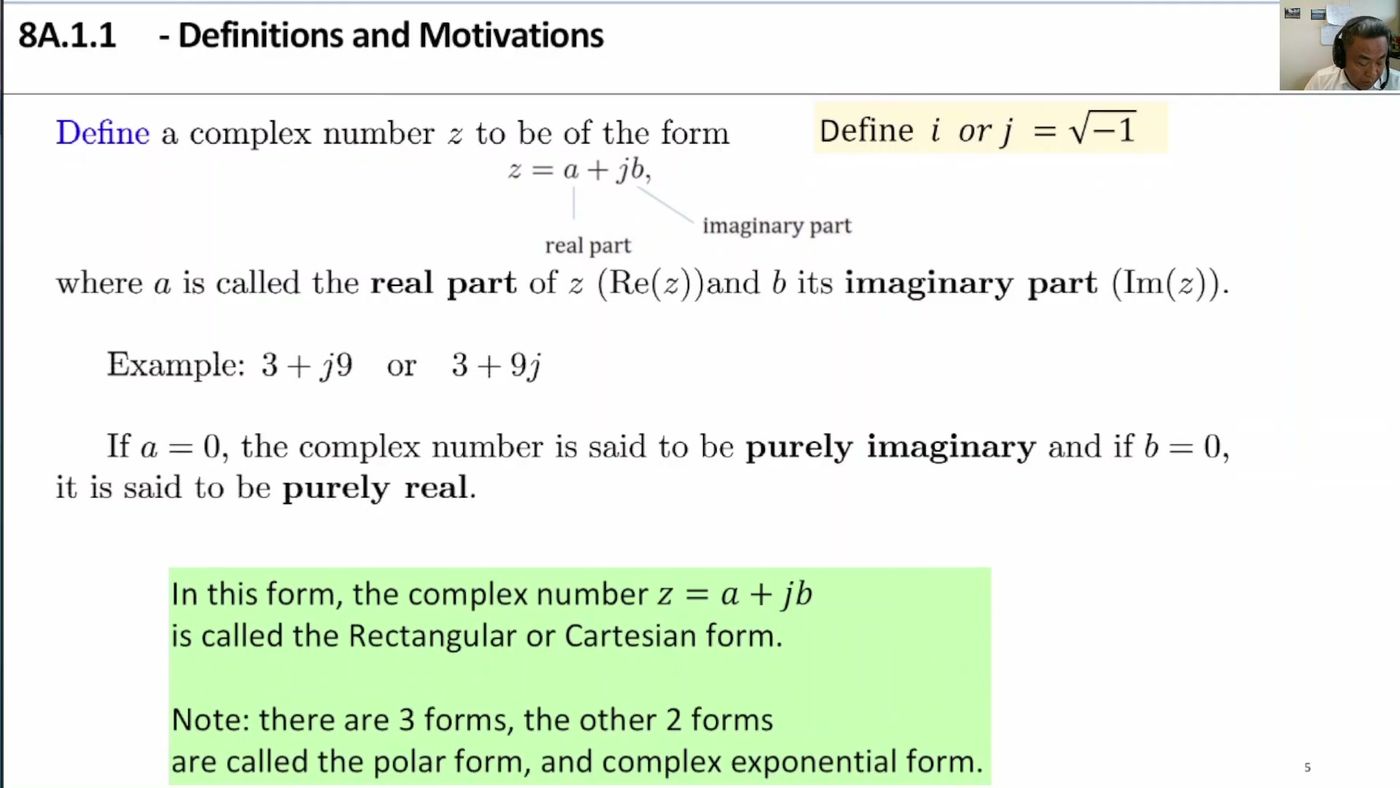 8A.1.1 - Definitions and Motivations
Define a complex number z to be of the form
Define i or j = √−1
z = a + jb,
imaginary part
real part
where a is called the real part of z (Re(z))and b its imaginary part (Im(z)).
Example: 3 + j9 or 3 + 9j
If a = 0, the complex number is said to be purely imaginary and if b = 0,
it is said to be purely real.
In this form, the complex number z = a + jb
is called the Rectangular or Cartesian form.
Note: there are 3 forms, the other 2 forms
are called the polar form, and complex exponential form.
5